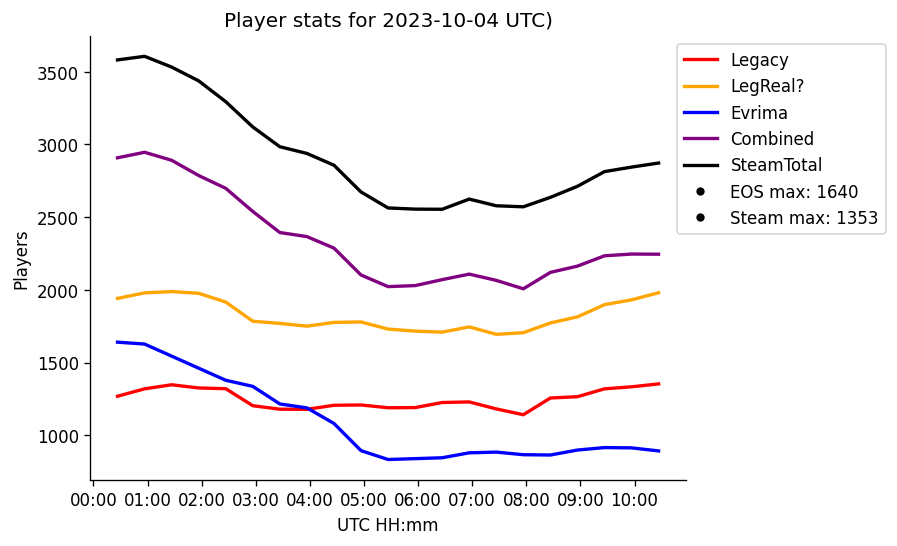 Player stats for 2023-10-04 UTC)
Legacy
LegReal?
Evrima
Combined
SteamTotal
EOS max: 1640
Steam max: 1353
Players
3500
3000
2500
2000
1500
1000
00:00 01:00 02:00 03:00 04:00 05:00 06:00 07:00 08:00 09:00 10:00
UTC HH:mm